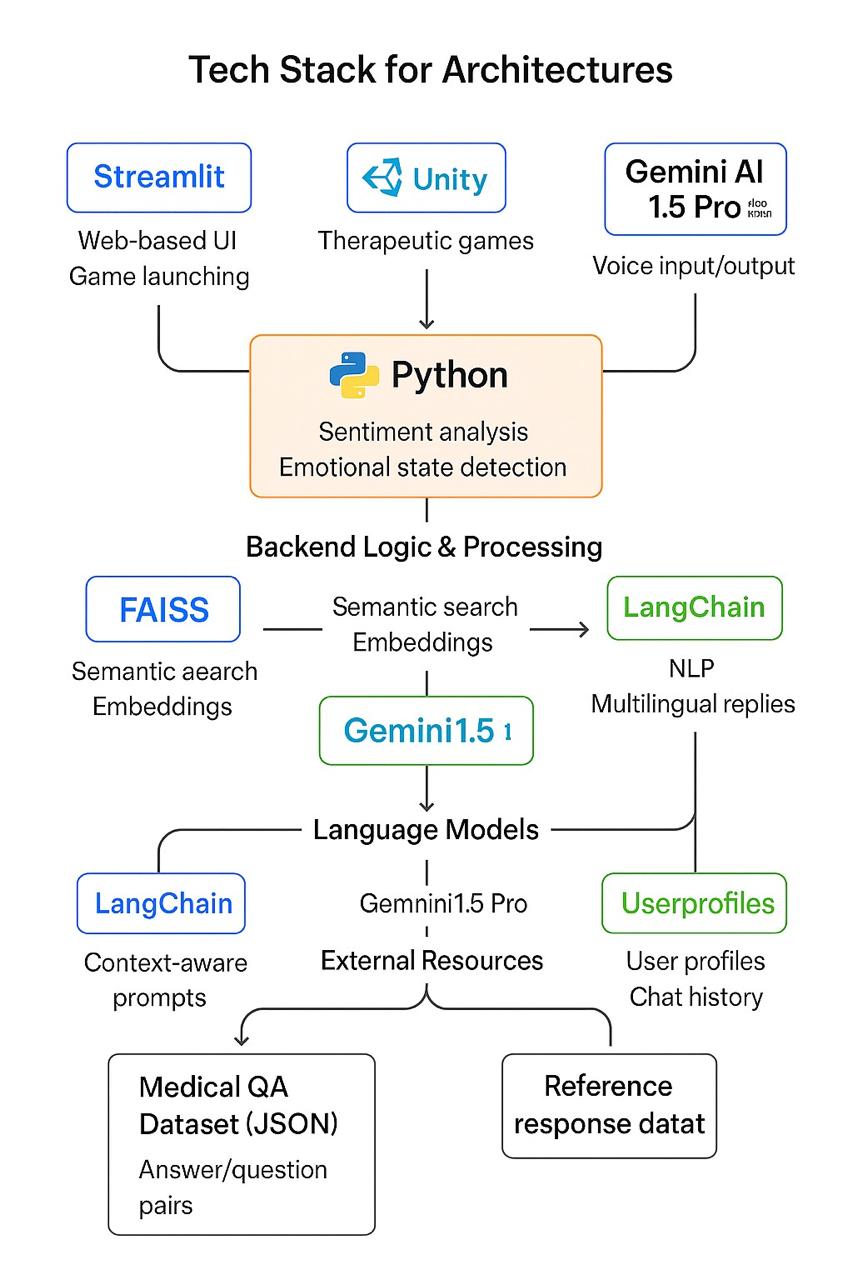 Tech Stack for Architectures
Streamlit
Web-based UI
Game launching
Unity
Therapeutic games
Gemini AI
1.5 Pro
Voice input/output
Python
Sentiment analysis
Emotional state detection
Backend Logic & Processing
FAISS
Semantic aearch
Embeddings
Semantic search
Embeddings
LangChain
NLP
Multilingual replies
Gemini1.5 1
Language Models
LangChain
Context-aware
prompts
Gemnini1.5 Pro
External Resources
Userprofiles
User profiles
Chat history
Medical QA
Dataset (JSON)
Answer/question
pairs
Reference
response datat